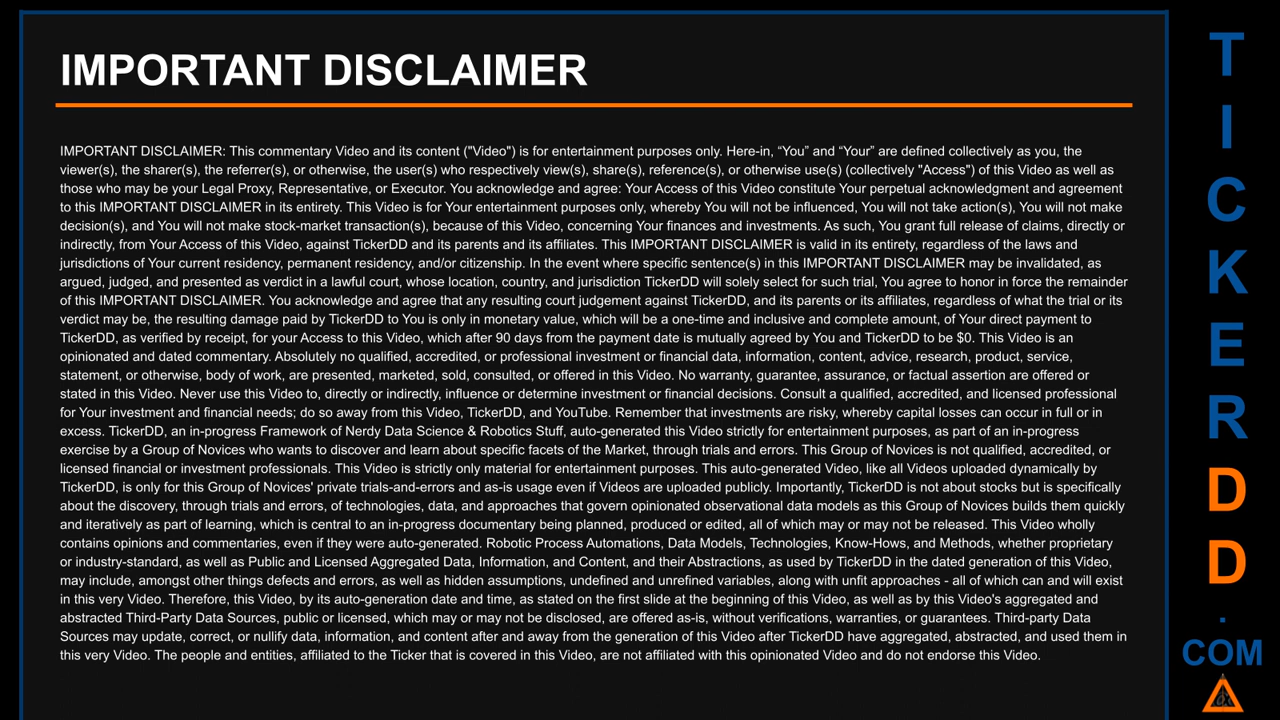 IMPORTANT DISCLAIMER
IMPORTANT DISCLAIMER: This commentary Video and its content ("Video") is for entertainment purposes only. Here-in, “You” and “Your” are defined collectively as you, the
viewer(s), the sharer(s), the referrer(s), or otherwise, the user(s) who respectively view(s), share(s), reference(s), or otherwise use(s) (collectively "Access") of this Video as well as
those who may be your Legal Proxy, Representative, or Executor. You acknowledge and agree: Your Access of this Video constitute Your perpetual acknowledgment and agreement
to this IMPORTANT DISCLAIMER in its entirety. This Video is for Your entertainment purposes only, whereby You will not be influenced, You will not take action(s), You will not make
decision(s), and You will not make stock-market transaction(s), because of this Video, concerning Your finances and investments. As such, You grant full release of claims, directly or
indirectly, from Your Access of this Video, against TickerDD and its parents and its affiliates. This IMPORTANT DISCLAIMER is valid in its entirety, regardless of the laws and
jurisdictions of Your current residency, permanent residency, and/or citizenship. In the event where specific sentence(s) in this IMPORTANT DISCLAIMER may be invalidated, as
argued, judged, and presented as verdict in a lawful court, whose location, country, and jurisdiction TickerDD will solely select for such trial, You agree to honor in force the remainder
of this IMPORTANT DISCLAIMER. You acknowledge and agree that any resulting court judgement against TickerDD, and its parents or its affiliates, regardless of what the trial or its
verdict may be, the resulting damage paid by TickerDD to You is only in monetary value, which will be a one-time and inclusive and complete amount, of Your direct payment to
TickerDD, as verified by receipt, for your Access to this Video, which after 90 days from the payment date is mutually agreed by You and TickerDD to be $0. This Video is an
opinionated and dated commentary. Absolutely no qualified, accredited, or professional investment or financial data, information, content, advice, research, product, service,
statement, or otherwise, body of work, are presented, marketed, sold, consulted, or offered in this Video. No warranty, guarantee, assurance, or factual assertion are offered or
stated in this Video. Never use this Video to, directly or indirectly, influence or determine investment or financial decisions. Consult a qualified, accredited, and licensed professional
for Your investment and financial needs; do so away from this Video, TickerDD, and YouTube. Remember that investments are risky, whereby capital losses can occur in full or in
excess. TickerDD, an in-progress Framework of Nerdy Data Science & Robotics Stuff, auto-generated this Video strictly for entertainment purposes, as part of an in-progress
exercise by a Group of Novices who wants to discover and learn about specific facets of the Market, through trials and errors. This Group of Novices is not qualified, accredited, or
licensed financial or investment professionals. This Video is strictly only material for entertainment purposes. This auto-generated Video, like all Videos uploaded dynamically by
TickerDD, is only for this Group of Novices' private trials-and-errors and as-is usage even if Videos are uploaded publicly. Importantly, TickerDD is not about stocks but is specifically
about the discovery, through trials and errors, of technologies, data, and approaches that govern opinionated observational data models as this Group of Novices builds them quickly
and iteratively as part of learning, which is central to an in-progress documentary being planned, produced or edited, all of which may or may not be released. This Video wholly
contains opinions and commentaries, even if they were auto-generated. Robotic Process Automations, Data Models, Technologies, Know-Hows, and Methods, whether proprietary
or industry-standard, as well as Public and Licensed Aggregated Data, Information, and Content, and their Abstractions, as used by TickerDD in the dated generation of this Video,
may include, amongst other things defects and errors, as well as hidden assumptions, undefined and unrefined variables, along with unfit approaches - all of which can and will exist
in this very Video. Therefore, this Video, by its auto-generation date and time, as stated on the first slide at the beginning of this Video, as well as by this Video's aggregated and
abstracted Third-Party Data Sources, public or licensed, which may or may not be disclosed, are offered as-is, without verifications, warranties, or guarantees. Third-party Data
Sources may update, correct, or nullify data, information, and content after and away from the generation of this Video after TickerDD have aggregated, abstracted, and used them in
this very Video. The people and entities, affiliated to the Ticker that is covered in this Video, are not affiliated with this opinionated Video and do not endorse this Video.
T
I
C
K
E
R
D
D
.
COM